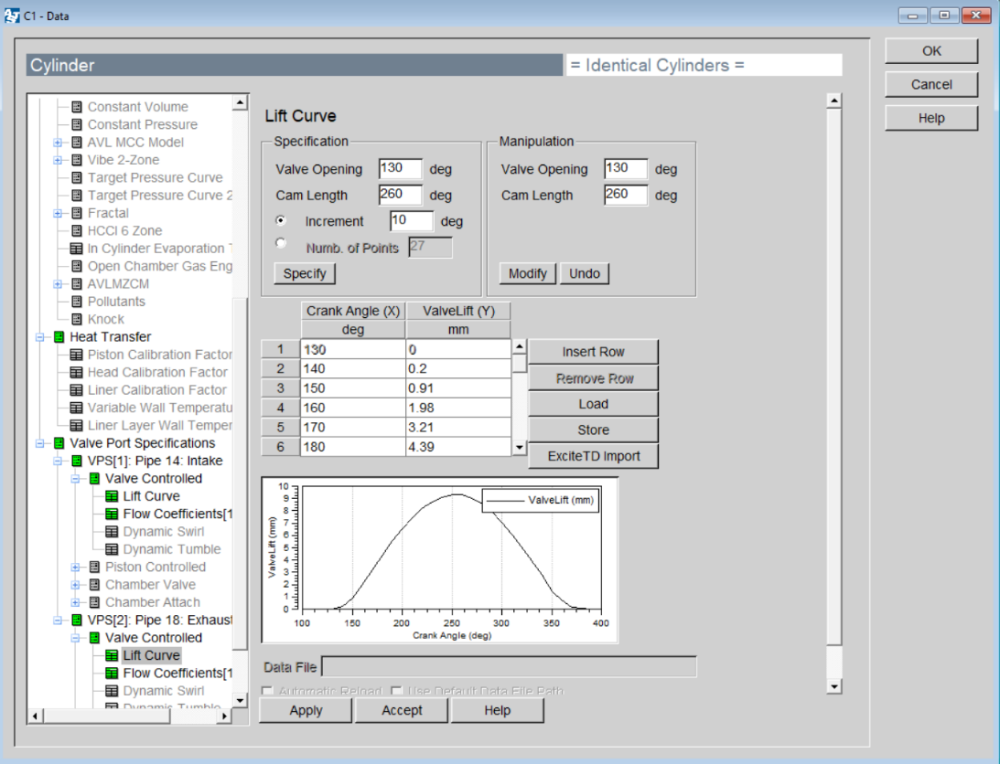 C1 - Data
Cylinder
= Identical Cylinders =
OK
Cancel
Help
Constant Volume
Constant Pressure
AVL MCC Model
Vibe 2-Zone
Target Pressure Curve
Target Pressure Curve 2
Fractal
HCCI 6 Zone
In Cylinder Evaporation T
Open Chamber Gas Eng
AVLMZCM
Pollutants
Knock
Heat Transfer
Piston Calibration Factor
Head Calibration Factor
Liner Calibration Factor
Variable Wall Temperatu
Liner Layer Wall Temper
Valve Port Specifications
VPS[1]: Pipe 14: Intake
Valve Controlled
Lift Curve
Flow Coefficients[1
Dynamic Swirl
Dynamic Tumble
Piston Controlled
Chamber Valve
Chamber Attach
VPS[2]: Pipe 18: Exhaust
Valve Controlled
Lift Curve
Flow Coefficients[1
Dynamic Swirl
Dynamic Tumble
Lift Curve
Specification
Valve Opening 130 deg
Cam Length 260 deg
Increment 10 deg
Numb. of Points 27
Specify
Manipulation
Valve Opening 130 deg
Cam Length 260 deg
Modify Undo
Crank Angle (X) ValveLift (Y)
deg mm
1 130 0
2 140 0.2
3 150 0.91
4 160 1.98
5 170 3.21
6 180 4.39
Insert Row
Remove Row
Load
Store
ExciteTD Import
ValveLift (mm)
10
9
8
7
6
5
4
3
2
1
0
ValveLift (mm)
100 150 200 250 300 350 400
Crank Angle (deg)
Data File
Automatic Reload Use Default Data File Path
Apply Accept Help